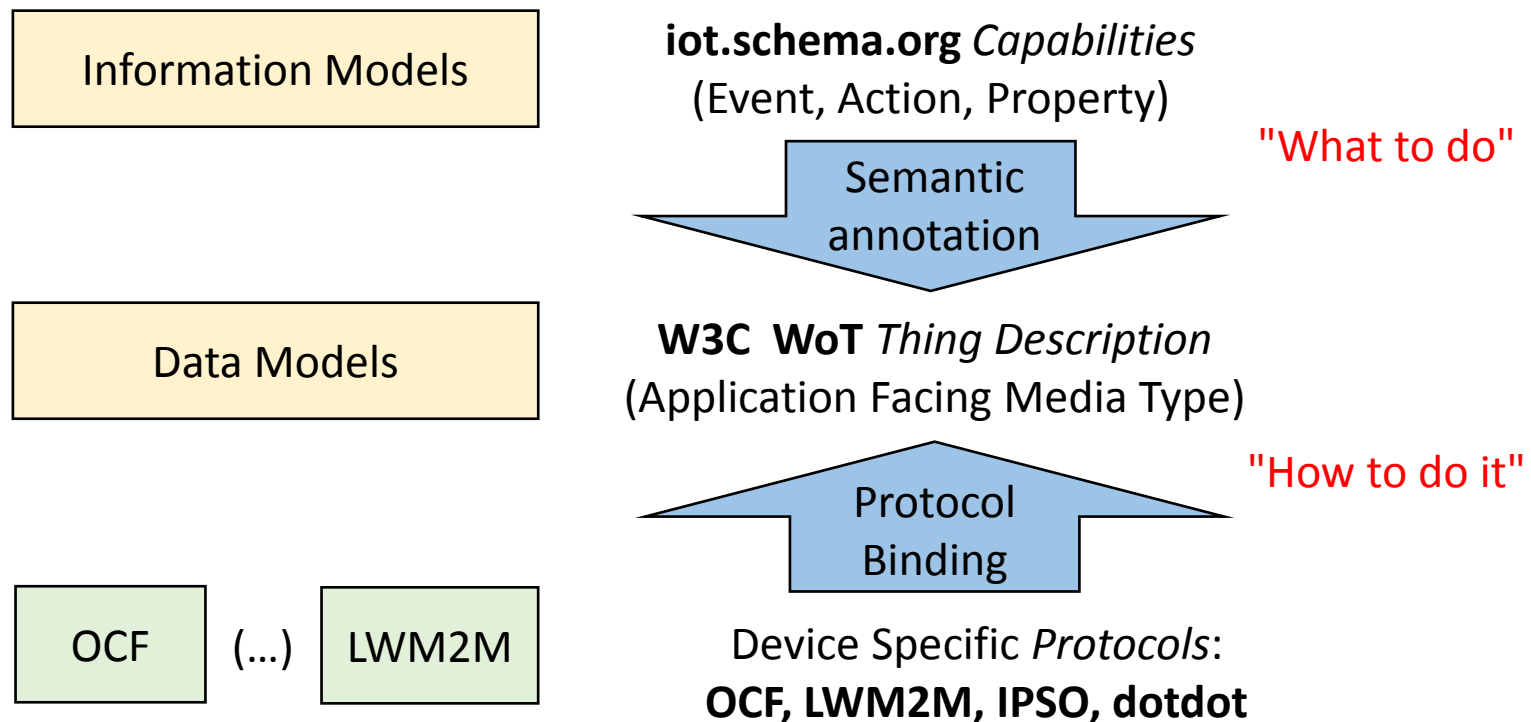 Information Models
iot.schema.org Capabilities
(Event, Action, Property)
"What to do"
Semantic
annotation
Data Models
W3C WoT Thing Description
(Application Facing Media Type)
"How to do it"
Protocol
Binding
OCF
(...)
LWM2M
Device Specific Protocols:
OCF, LWM2M, IPSO, dotdot